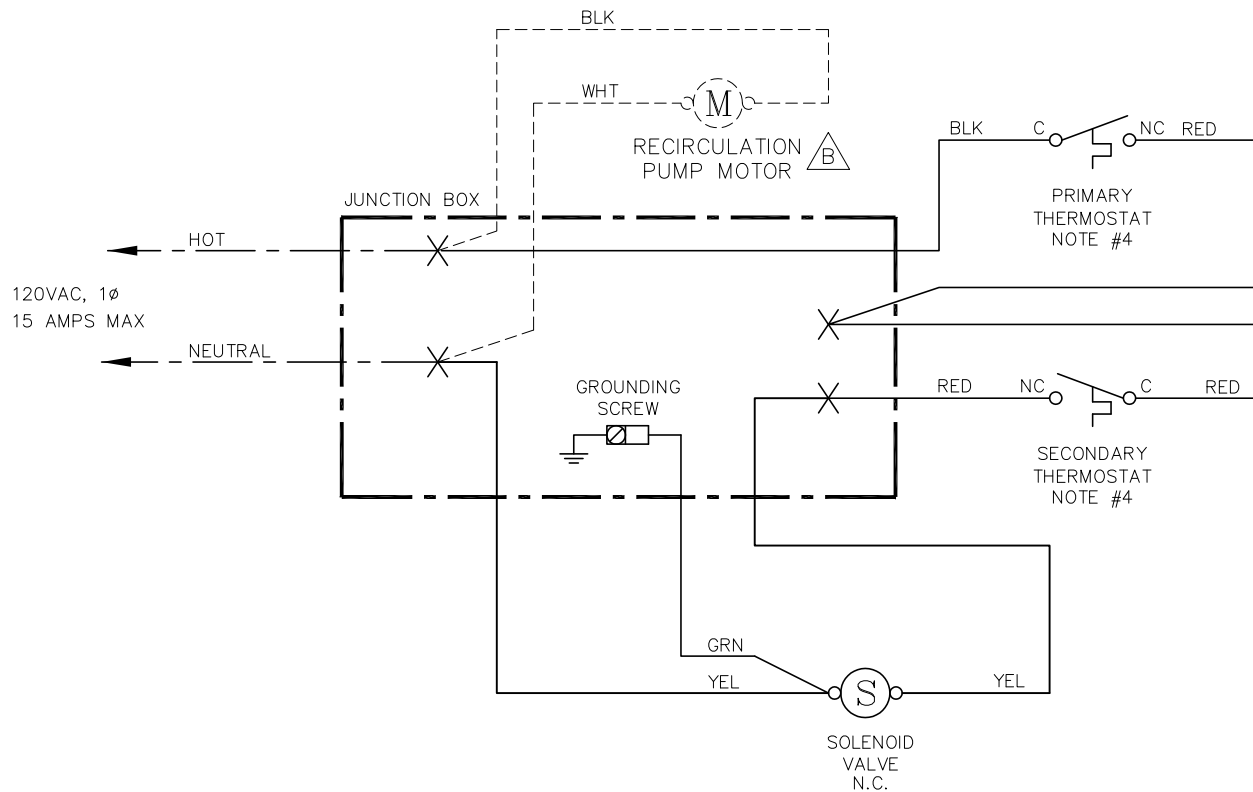 BLK
WHT
M
RECIRCULATION
PUMP MOTOR
B
BLK
C
NC
RED
PRIMARY
THERMOSTAT
NOTE #4
JUNCTION BOX
HOT
120VAC, 1ø
15 AMPS MAX
NEUTRAL
GROUNDING
SCREW
RED
NC
C
RED
SECONDARY
THERMOSTAT
NOTE #4
GRN
YEL
S
YEL
SOLENOID
VALVE
N.C.